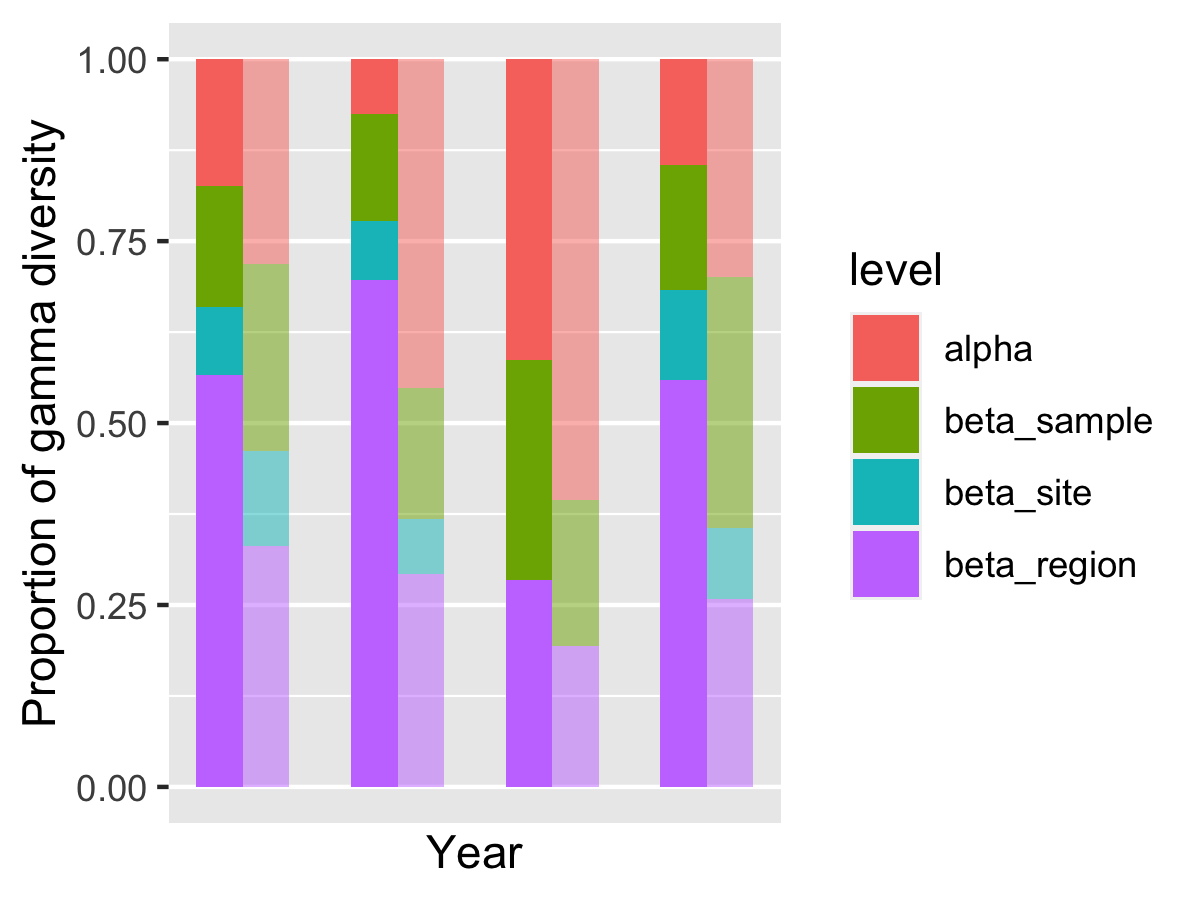 Proportion of gamma diversity
1.00
0.75
0.50
0.25
0.00
Year
level
alpha
beta_sample
beta_site
beta_region